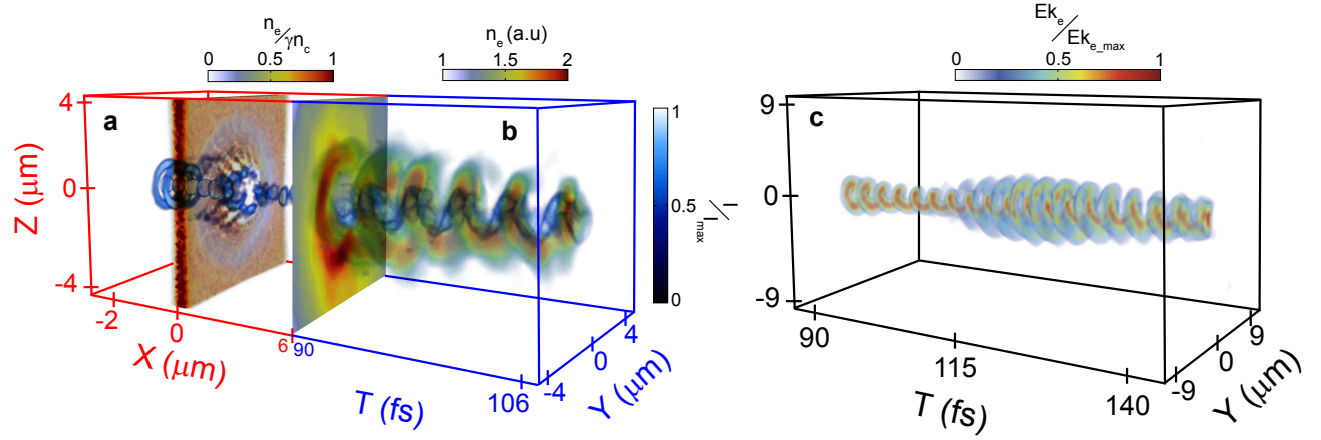 n_e/γn_c
0 0.5 1
n_e (a.u)
1 1.5 2
Ek_e/Ek_e_max
0 0.5 1
a
b
c
4
0
-4
Z (μm)
-2
0
6
X (μm)
90
106
T (fs)
-4
0
4
Y (μm)
1
0.5
0
I/I_max
9
0
-9
90
115
140
T (fs)
-9
0
9
Y (μm)